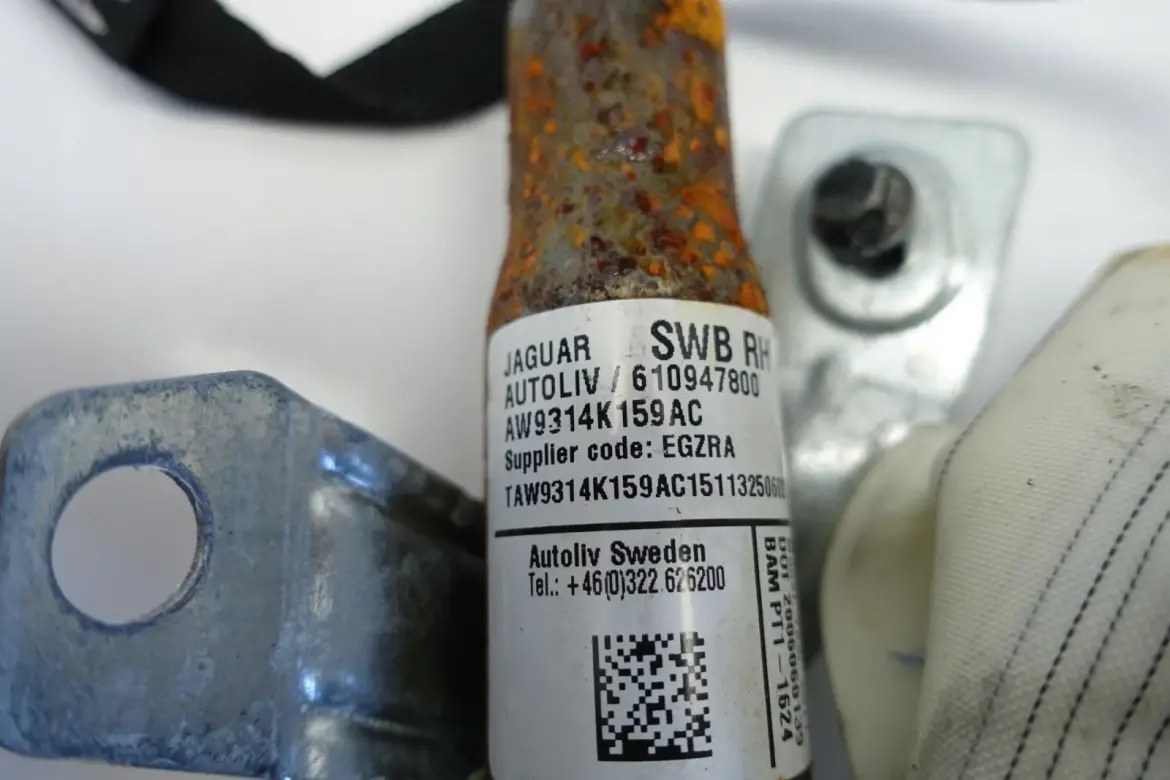 JAGUAR SWB RH
AUTOLIV / 610947800
AW9314K159AC
Supplier code: EGZRA
TAW9314K159AC1511325060
Autoliv Sweden
Tel.: +46(0)322 626200
BAM PT1 -1624